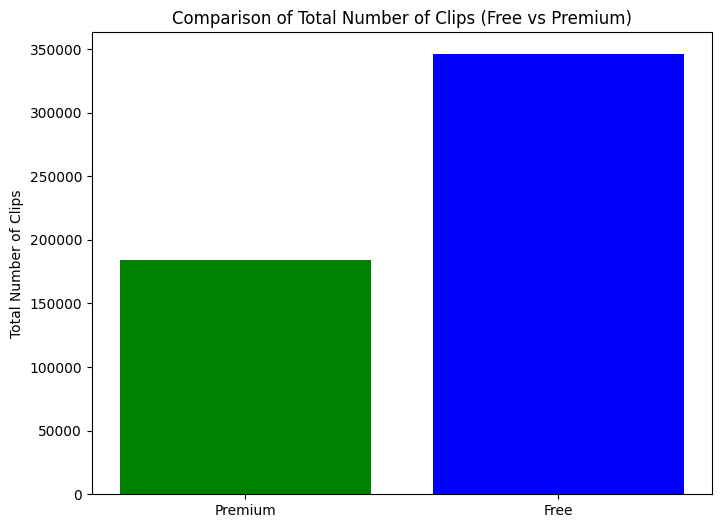 Comparison of Total Number of Clips (Free vs Premium)
Total Number of Clips
350000
300000
250000
200000
150000
100000
50000
0
Premium
Free